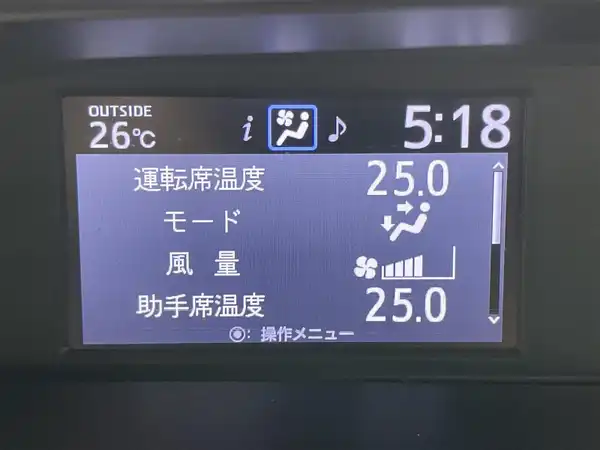 OUTSIDE
26℃ i ♪ 5:18
運転席温度 25.0
モード
風 量
助手席温度 25.0
◉: 操作メニュー